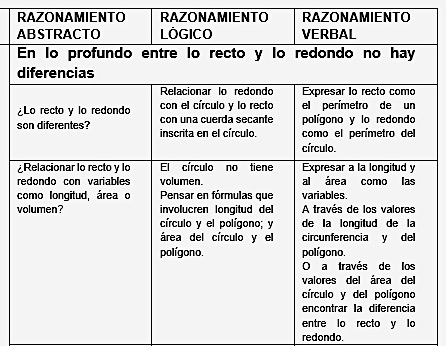 RAZONAMIENTO
ABSTRACTO
RAZONAMIENTO
LÓGICO
RAZONAMIENTO
VERBAL
En lo profundo entre lo recto y lo redondo no hay
diferencias
¿Lo recto y lo redondo
son diferentes?
Relacionar lo redondo
con el círculo y lo recto
con una cuerda secante
inscrita en el círculo.
Expresar lo recto como
el perímetro de un
polígono y lo redondo
como el perímetro del
círculo.
¿Relacionar lo recto y lo
redondo con variables
como longitud, área o
volumen?
El círculo no tiene
volumen.
Pensar en fórmulas que
involucren longitud del
círculo y el polígono; y
área del círculo y el
polígono.
Expresar a la longitud y
al área como las
variables.
A través de los valores
de la longitud de la
circunferencia y del
polígono.
O a través de los
valores del área del
círculo y del polígono
encontrar la diferencia
entre lo recto y lo
redondo.